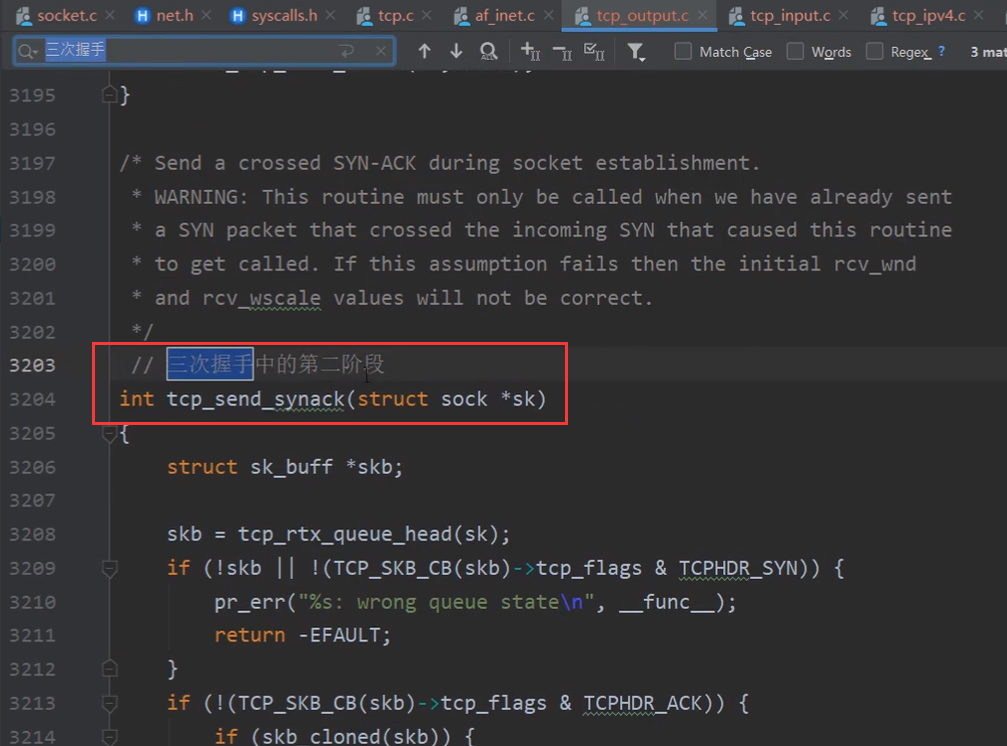 socket.c net.h syscalls.h tcp.c af_inet.c tcp_output.c tcp_input.c tcp_ipv4.c
三次握手 Match Case Words Regex ? 3 mat
3195 }
3196
3197 /* Send a crossed SYN-ACK during socket establishment.
3198 * WARNING: This routine must only be called when we have already sent
3199 * a SYN packet that crossed the incoming SYN that caused this routine
3200 * to get called. If this assumption fails then the initial rcv_wnd
3201 * and rcv_wscale values will not be correct.
3202 */
3203 // 三次握手中的第二阶段
3204 int tcp_send_synack(struct sock *sk)
3205 {
3206 struct sk_buff *skb;
3207
3208 skb = tcp_rtx_queue_head(sk);
3209 if (!skb || !(TCP_SKB_CB(skb)->tcp_flags & TCPHDR_SYN)) {
3210 pr_err("%s: wrong queue state\n", __func__);
3211 return -EFAULT;
3212 }
3213 if (!(TCP_SKB_CB(skb)->tcp_flags & TCPHDR_ACK)) {
3214 if (skb_cloned(skb)) {